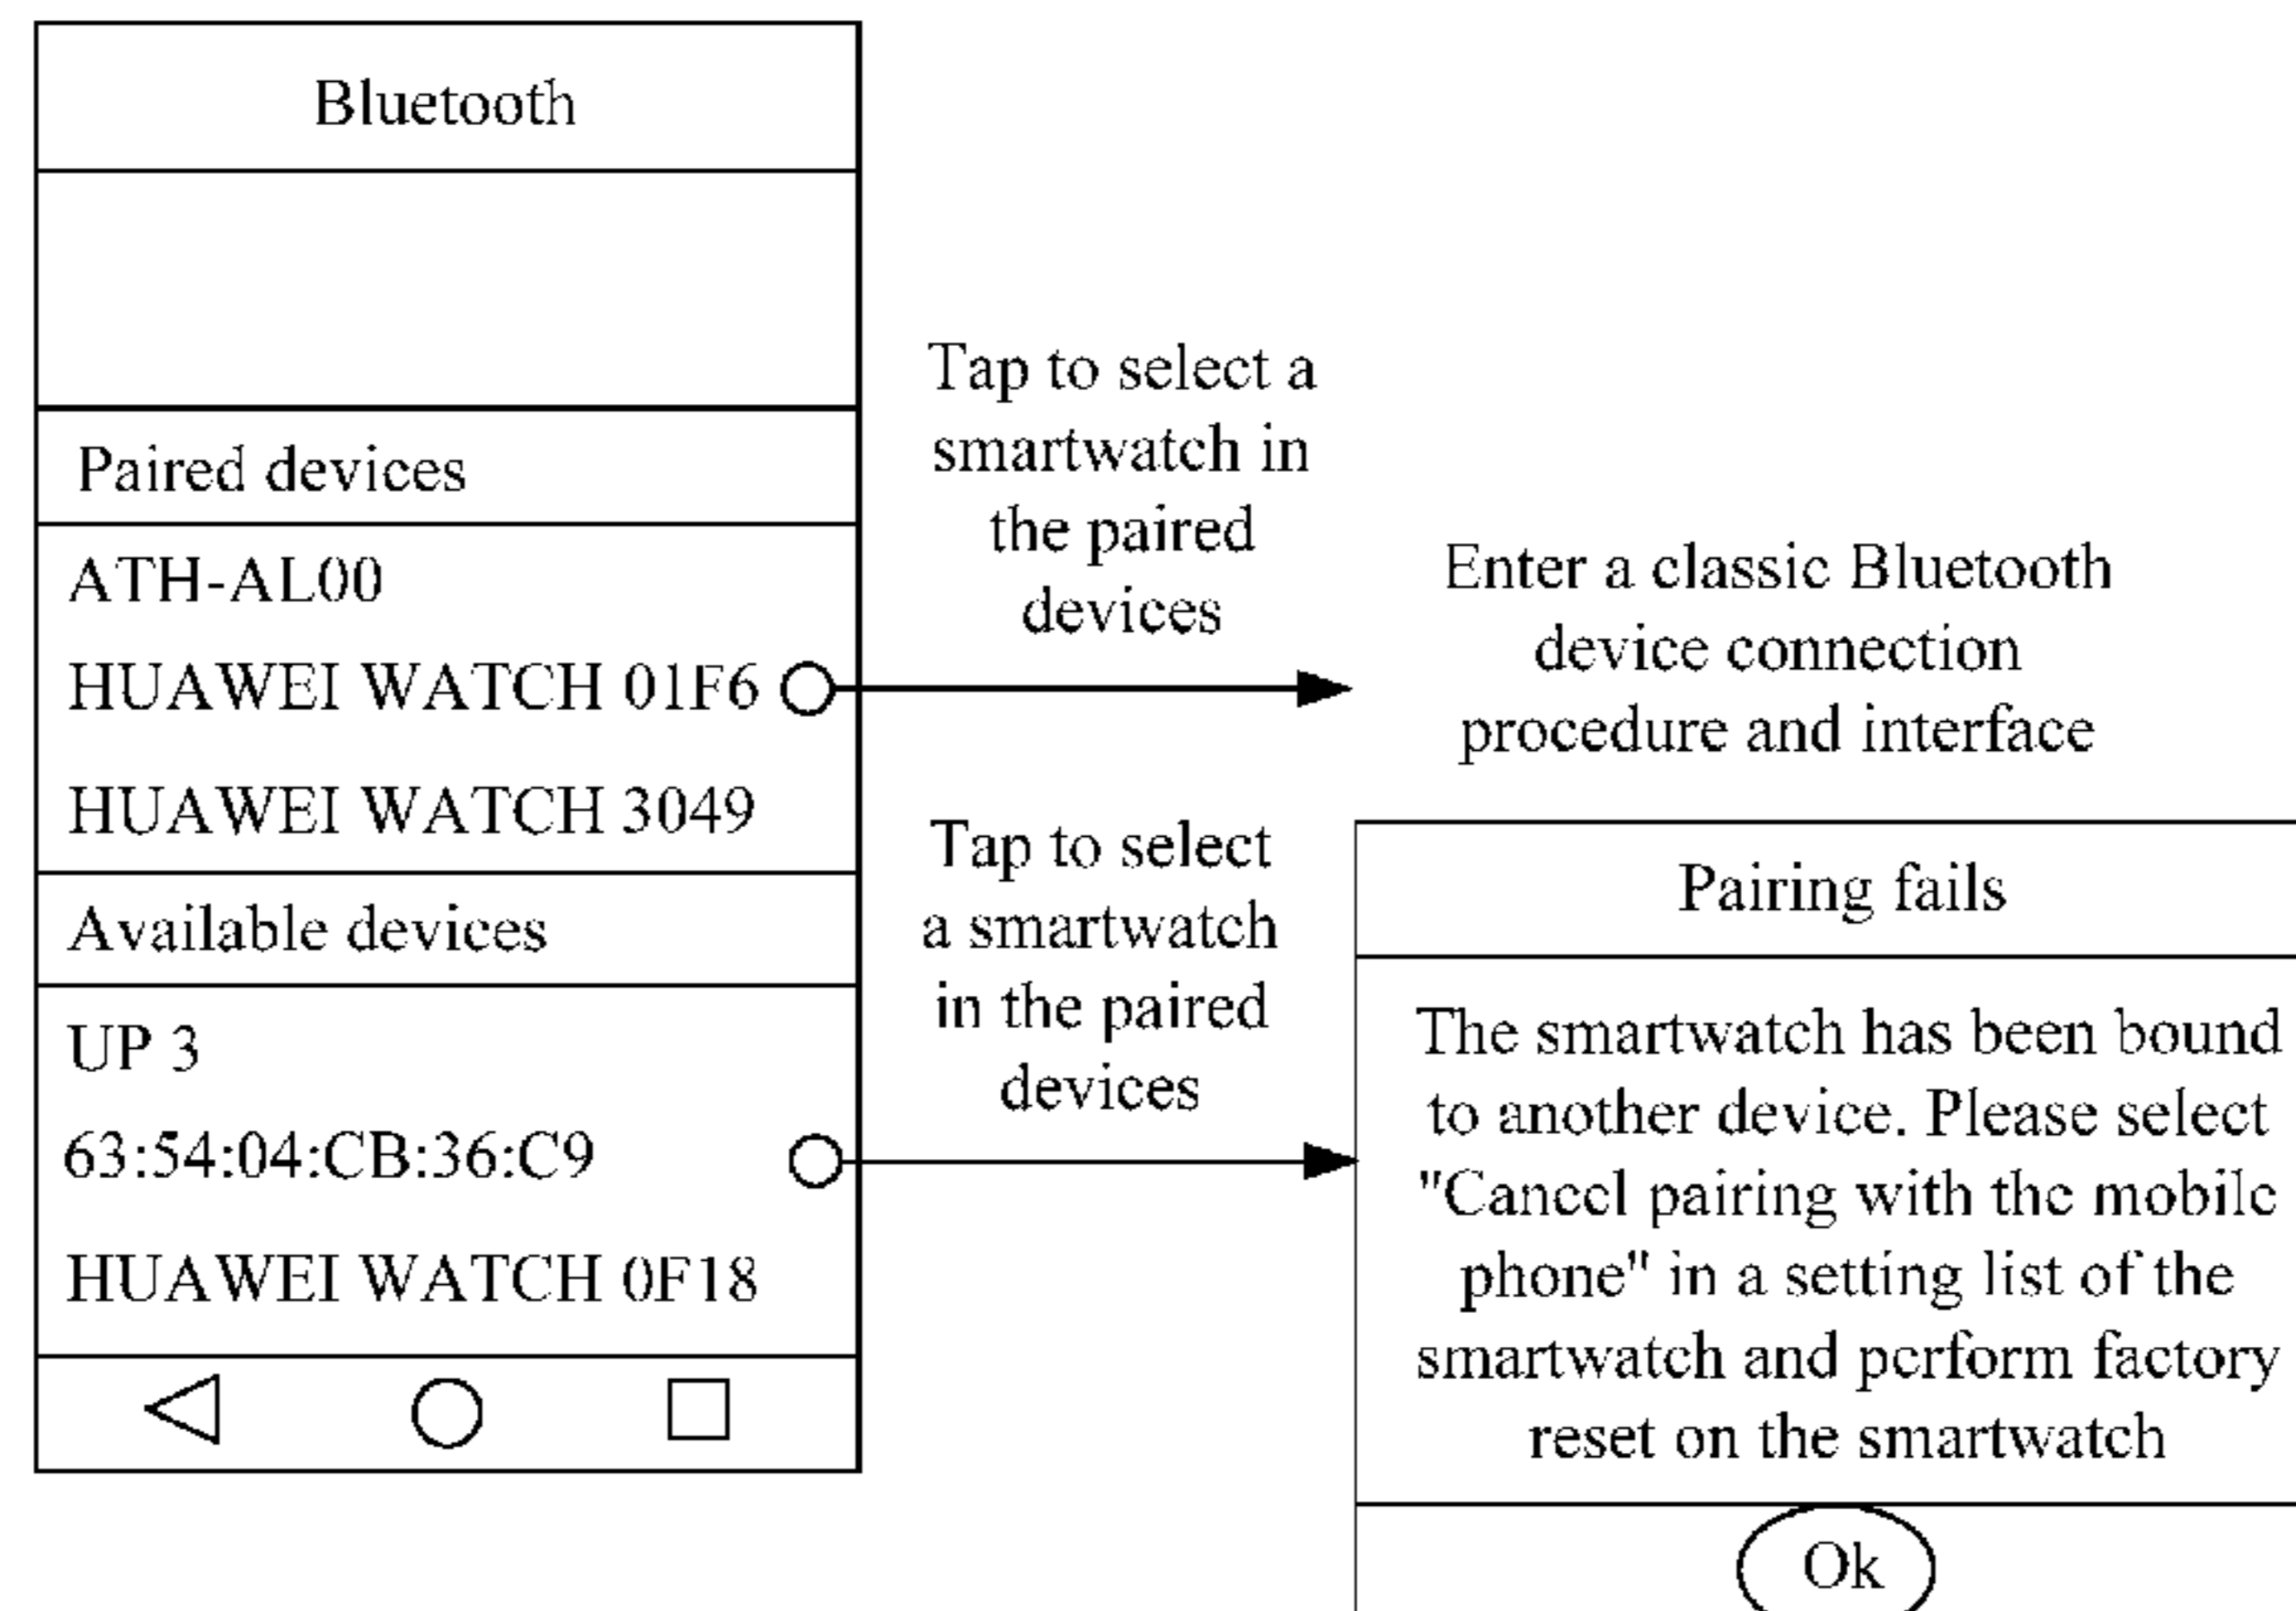 Bluetooth
Paired devices
ATH-AL00
HUAWEI WATCH 01F6
HUAWEI WATCH 3049
Available devices
UP 3
63:54:04:CB:36:C9
HUAWEI WATCH 0F18
Tap to select a
smartwatch in
the paired
devices
Enter a classic Bluetooth
device connection
procedure and interface
Tap to select
a smartwatch
in the paired
devices
Pairing fails
The smartwatch has been bound
to another device. Please select
"Cancel pairing with the mobile
phone" in a setting list of the
smartwatch and perform factory
reset on the smartwatch
Ok